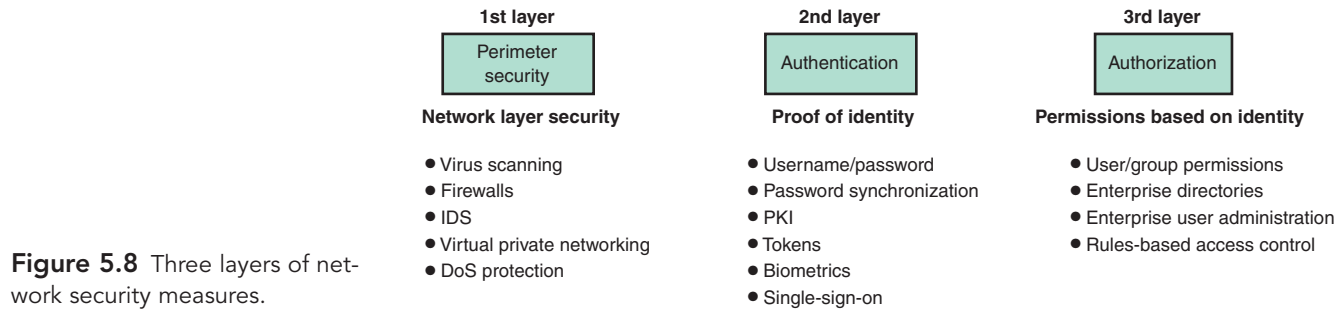 1st layer
Perimeter
security
Network layer security
● Virus scanning
● Firewalls
● IDS
● Virtual private networking
● DoS protection
2nd layer
Authentication
Proof of identity
● Username/password
● Password synchronization
● PKI
● Tokens
● Biometrics
● Single-sign-on
3rd layer
Authorization
Permissions based on identity
● User/group permissions
● Enterprise directories
● Enterprise user administration
● Rules-based access control
Figure 5.8 Three layers of net-
work security measures.